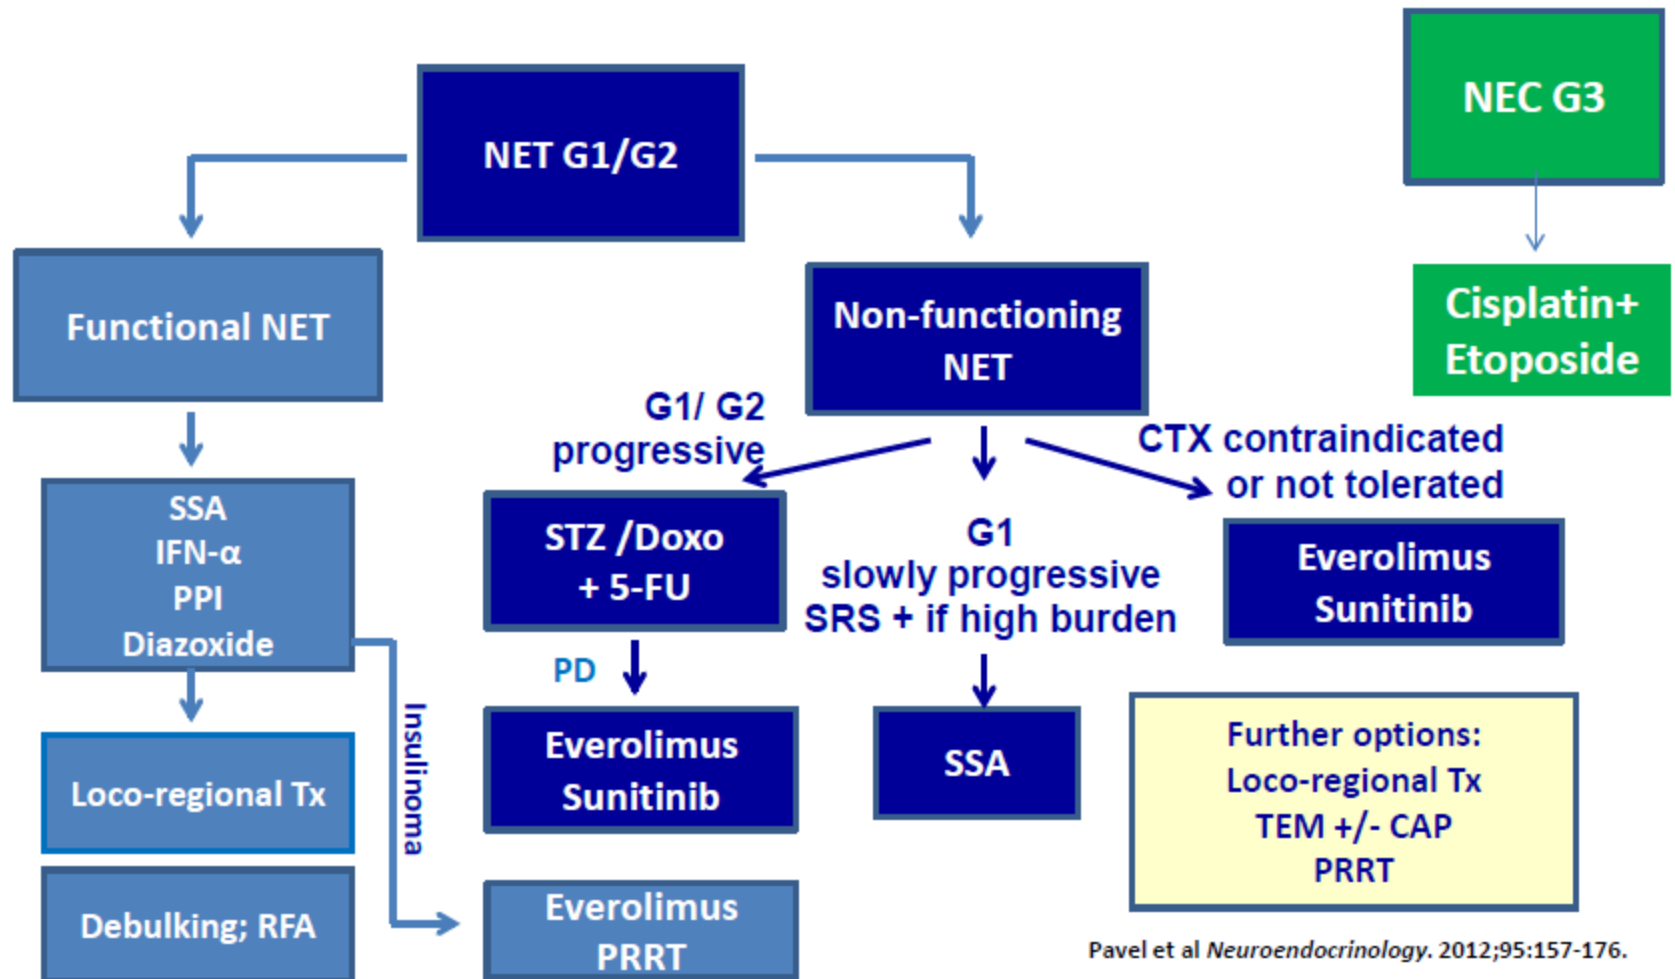 NEC G3
NET G1/G2
Functional NET
Non-functioning
NET
Cisplatin+
Etoposide
G1/ G2
progressive
CTX contraindicated
or not tolerated
SSA
IFN-α
PPI
Diazoxide
STZ /Doxo
+ 5-FU
G1
slowly progressive
SRS + if high burden
Everolimus
Sunitinib
PD
Insulinoma
Loco-regional Tx
Everolimus
Sunitinib
SSA
Further options:
Loco-regional Tx
TEM +/- CAP
PRRT
Debulking; RFA
Everolimus
PRRT
Pavel et al Neuroendocrinology. 2012;95:157-176.